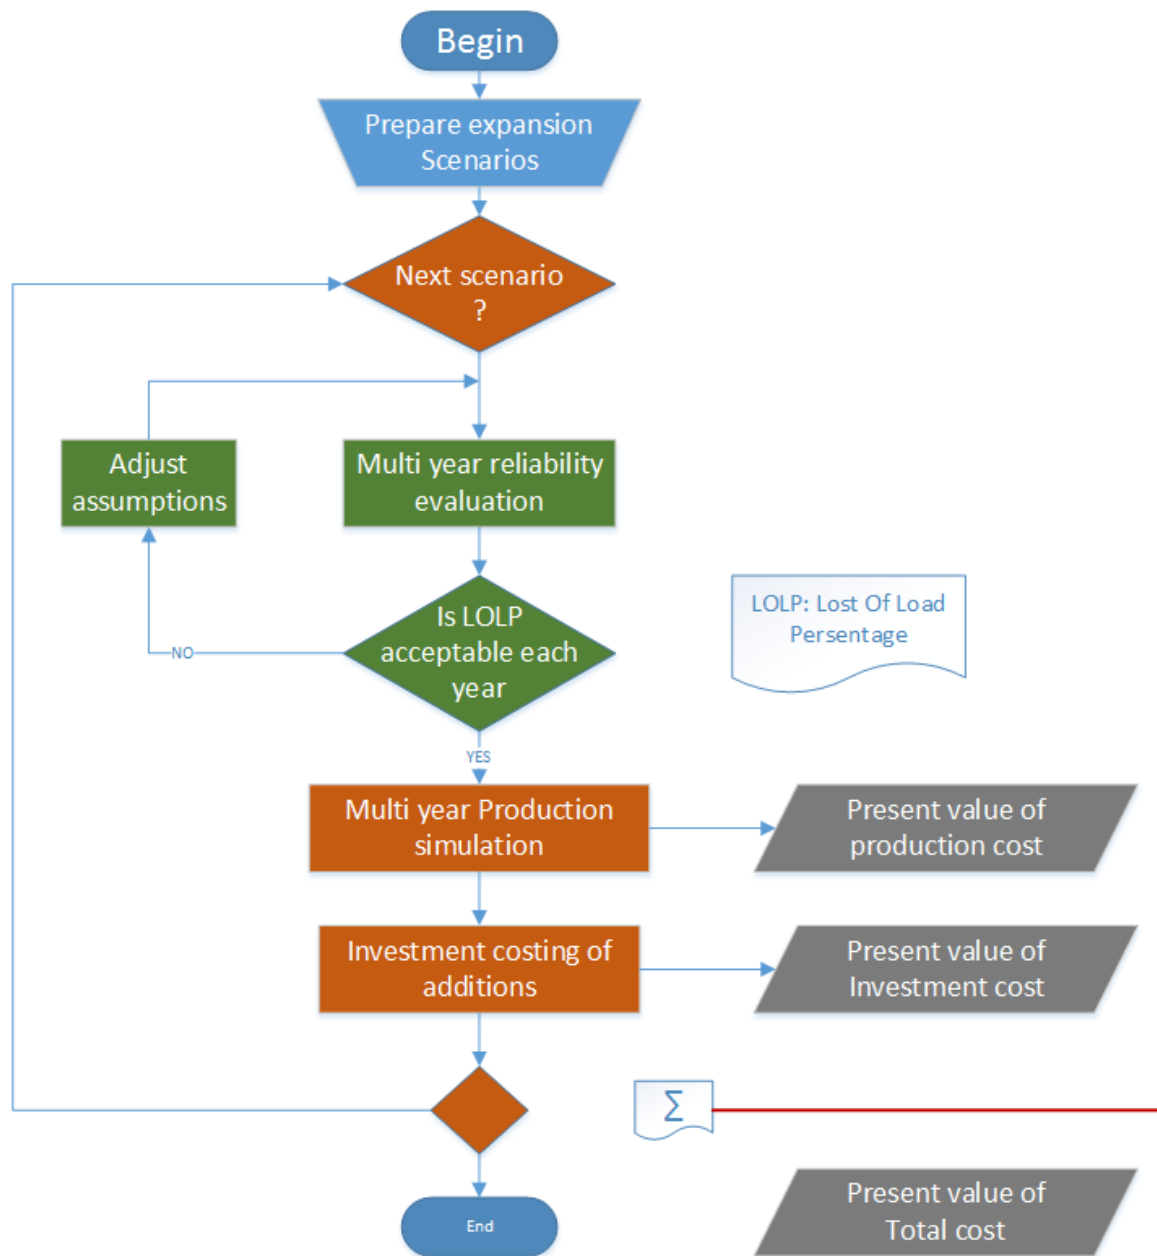 Begin
Prepare expansion
Scenarios
Next scenario
?
Adjust
assumptions
Multi year reliability
evaluation
Is LOLP
acceptable each
year
NO
LOLP: Lost Of Load
Persentage
YES
Multi year Production
simulation
Present value of
production cost
Investment costing of
additions
Present value of
Investment cost
Σ
Present value of
Total cost
End